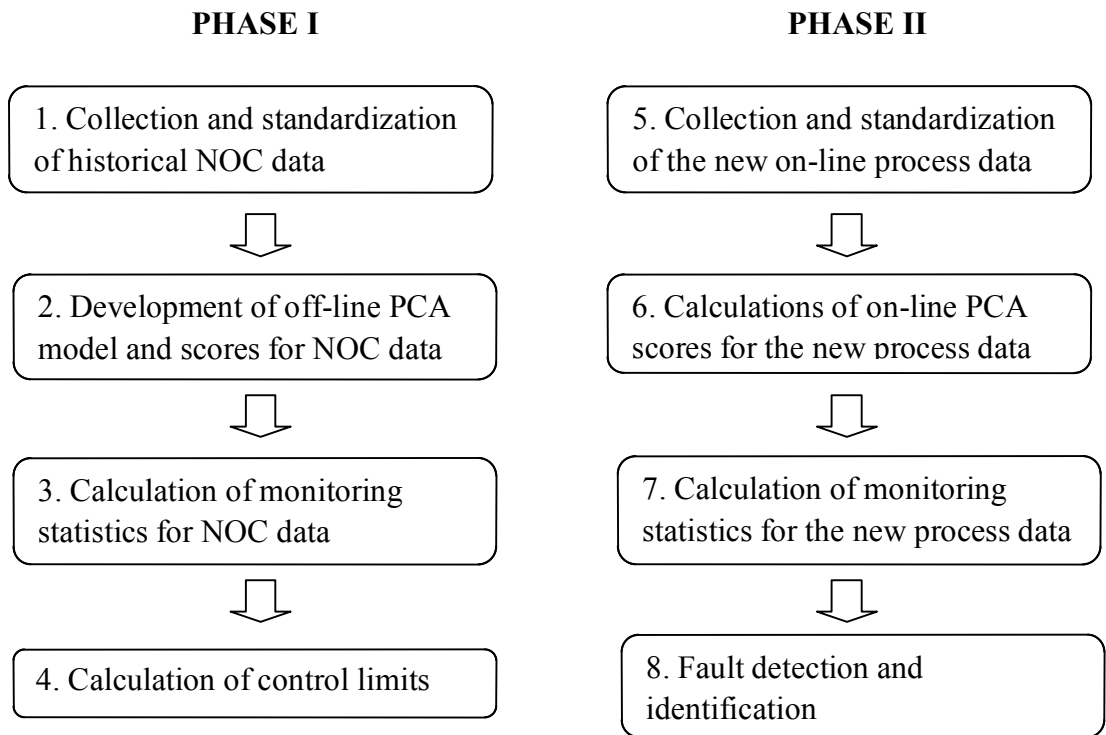 PHASE I
1. Collection and standardization
of historical NOC data
2. Development of off-line PCA
model and scores for NOC data
3. Calculation of monitoring
statistics for NOC data
4. Calculation of control limits
PHASE II
5. Collection and standardization
of the new on-line process data
6. Calculations of on-line PCA
scores for the new process data
7. Calculation of monitoring
statistics for the new process data
8. Fault detection and
identification